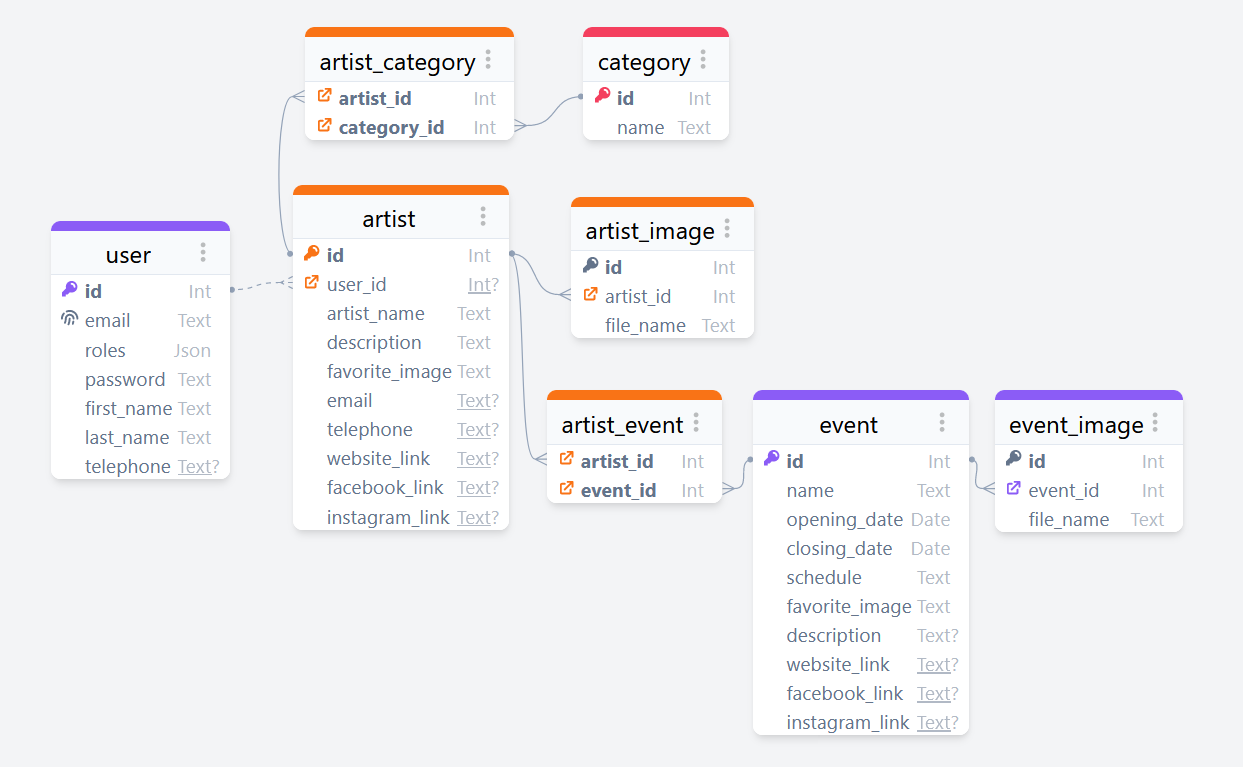 artist_category
artist_id Int
category_id Int
category
id Int
name Text
user
id Int
email Text
roles Json
password Text
first_name Text
last_name Text
telephone Text?
artist
id Int
user_id Int?
artist_name Text
description Text
favorite_image Text
email Text?
telephone Text?
website_link Text?
facebook_link Text?
instagram_link Text?
artist_image
id Int
artist_id Int
file_name Text
artist_event
artist_id Int
event_id Int
event
id Int
name Text
opening_date Date
closing_date Date
schedule Text
favorite_image Text
description Text?
website_link Text?
facebook_link Text?
instagram_link Text?
event_image
id Int
event_id Int
file_name Text